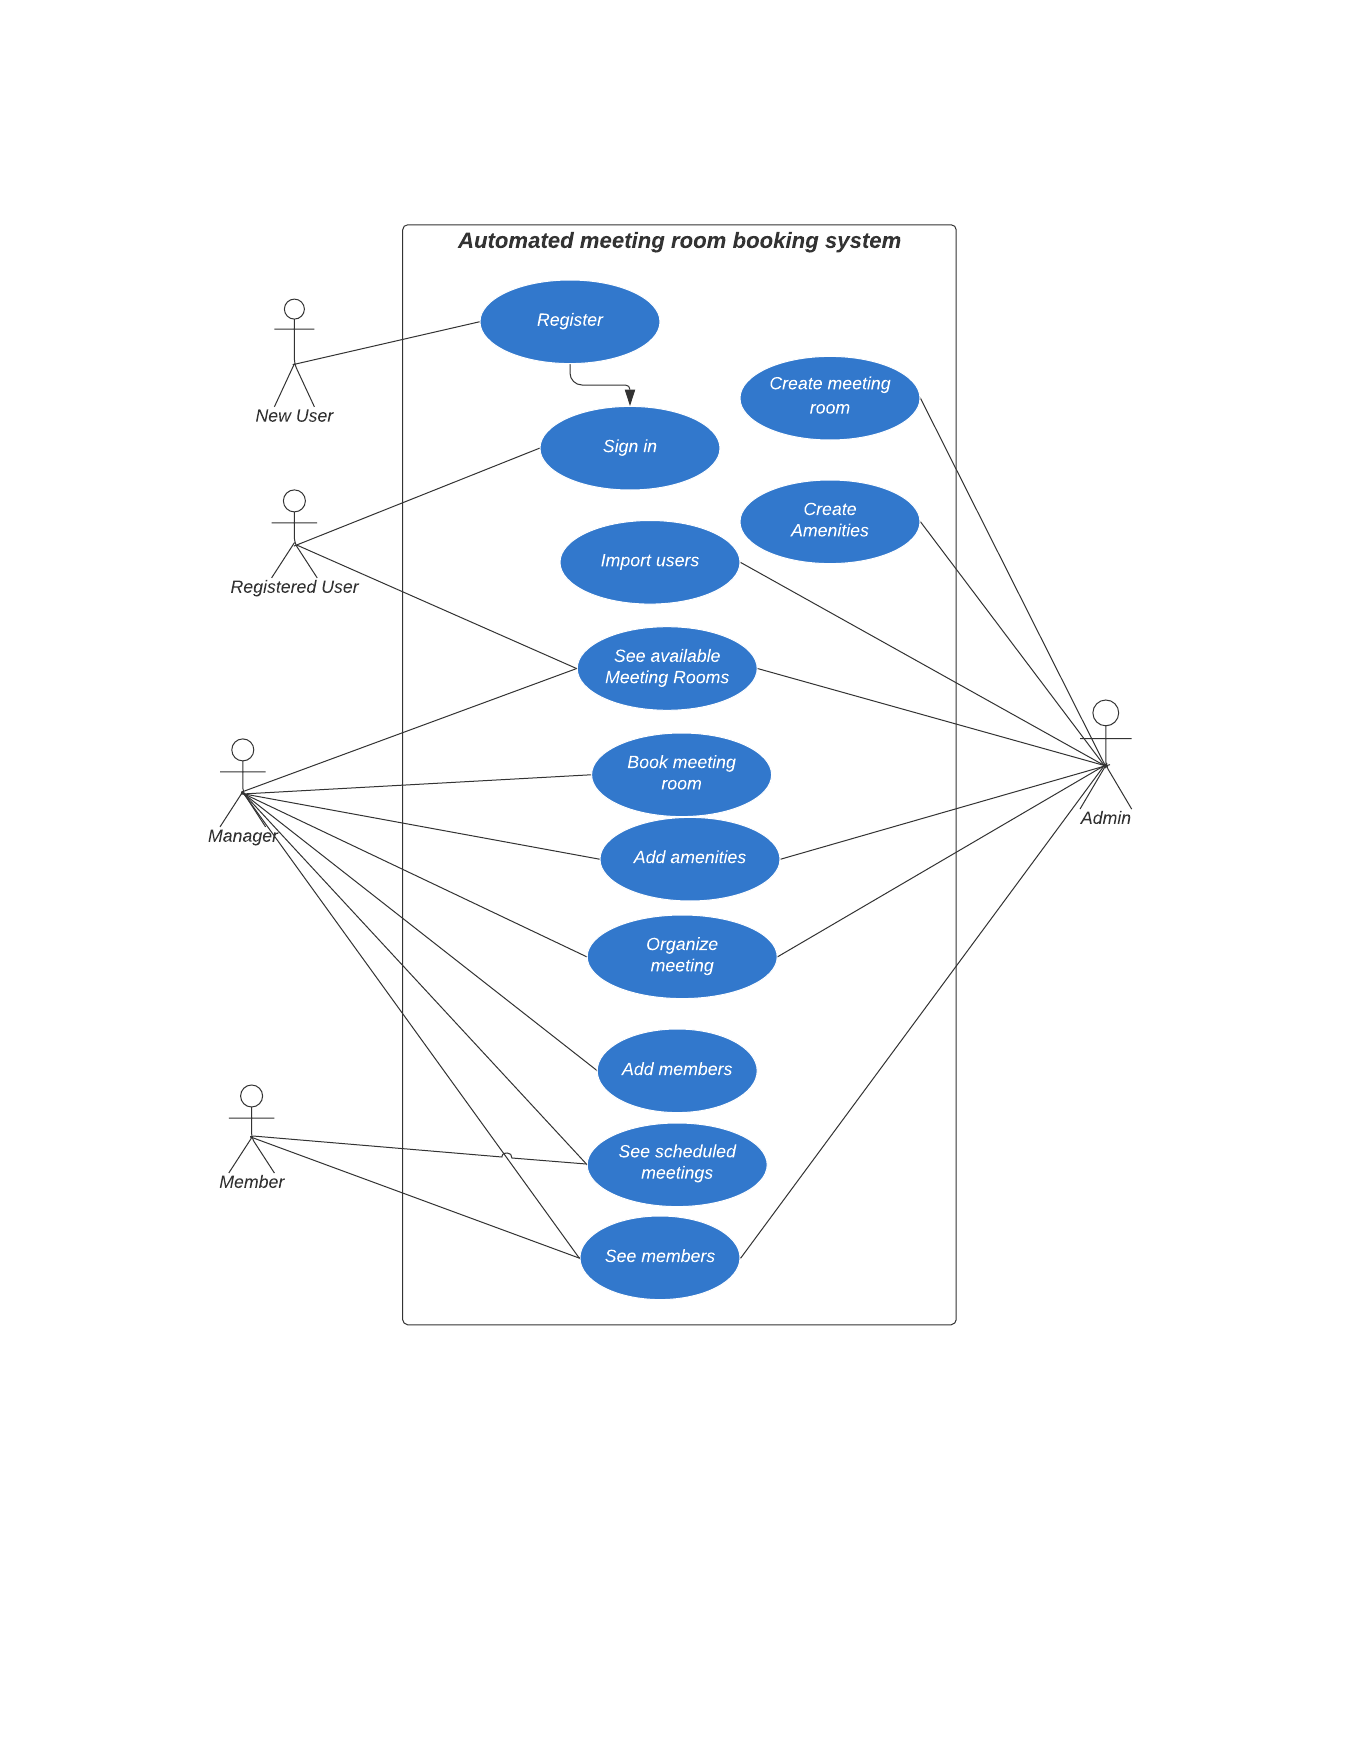 Automated meeting room booking system
Register
New User
Create meeting
room
Sign in
Create
Amenities
Import users
Registered User
See available
Meeting Rooms
Book meeting
room
Manager
Admin
Add amenities
Organize
meeting
Add members
See scheduled
meetings
Member
See members